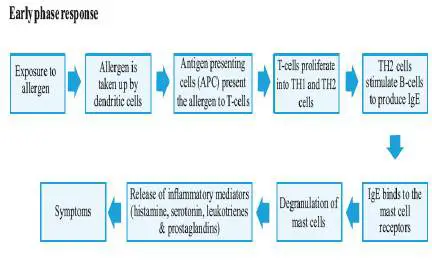 Early phase response
Exposure to
allergen
Allergen is
taken up by
dendritic cells
Antigen presenting
cells (APC) present
the allergen to T-cells
T-cells proliferate
into TH1 and TH2
cells
TH2 cells
stimulate B-cells
to produce IgE
IgE binds to the
mast cell
receptors
Degranulation of
mast cells
Release of inflammatory mediators
(histamine, serotonin, leukotrienes
& prostaglandins)
Symptoms